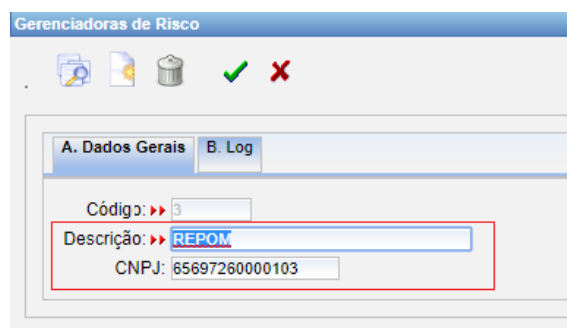 Gerenciadoras de Risco
A. Dados Gerais B. Log
Código: 3
Descrição: REPOM
CNPJ: 65697260000103